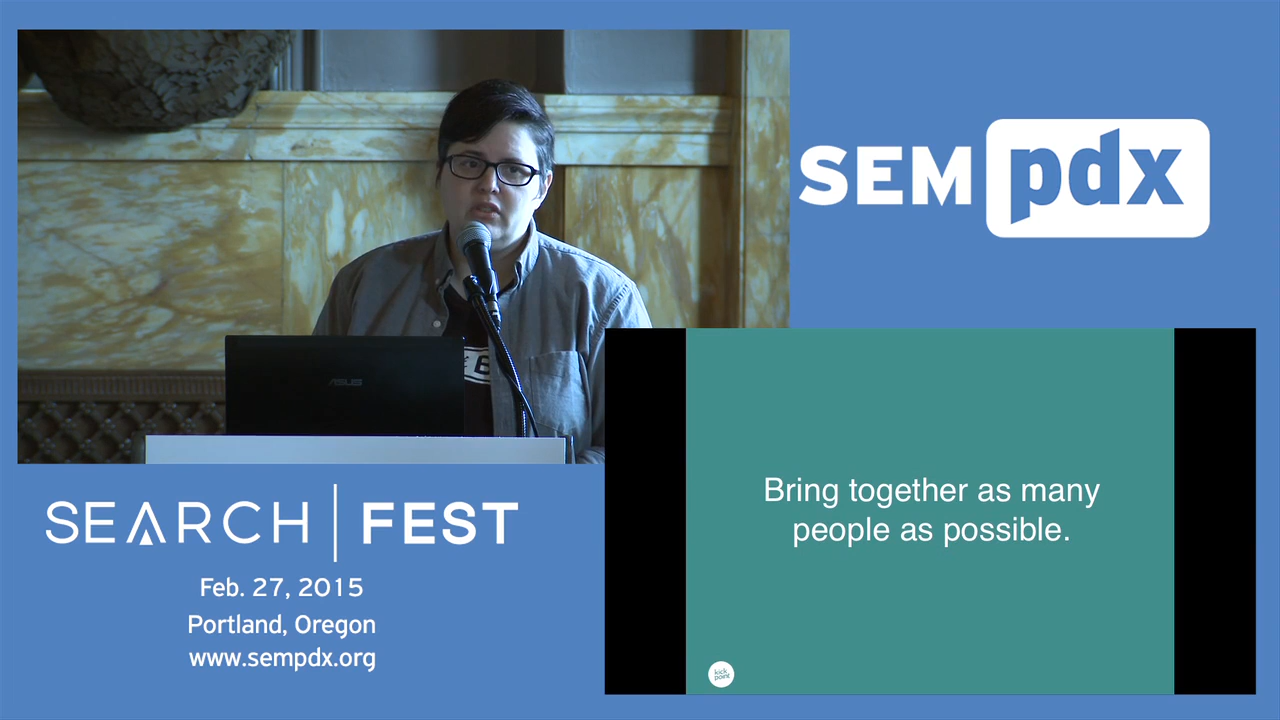 SEM pdx
ASUS
Bring together as many
people as possible.
kick
point
SEARCH FEST
Feb. 27, 2015
Portland, Oregon
www.sempdx.org